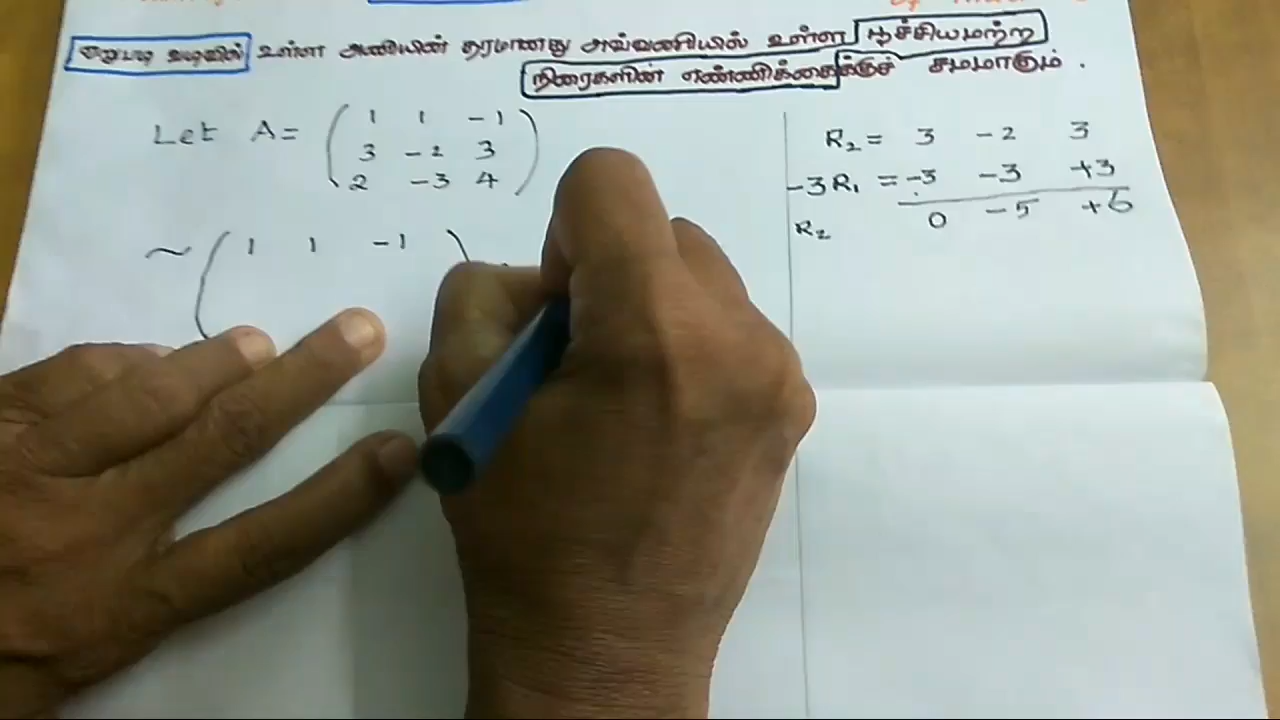 ஏறுபடி வடிவில் உள்ள அணியின் தரமானது அவ்வணியில் உள்ள பூச்சியமற்ற
நிரைகளின் எண்ணிக்கைக்குச் சமமாகும் .
Let A = ( 1 1 -1
3 -2 3
2 -3 4 )
~ ( 1 1 -1 )
R₂ = 3 -2 3
-3R₁ = -3 -3 +3
R₂ 0 -5 +6